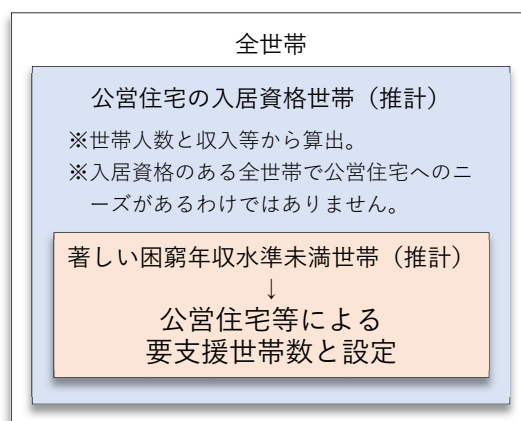 全世帯
公営住宅の入居資格世帯（推計）
※世帯人数と収入等から算出。
※入居資格のある全世帯で公営住宅へのニ
ーズがあるわけではありません。
著しい困窮年収水準未満世帯（推計）
↓
公営住宅等による
要支援世帯数と設定